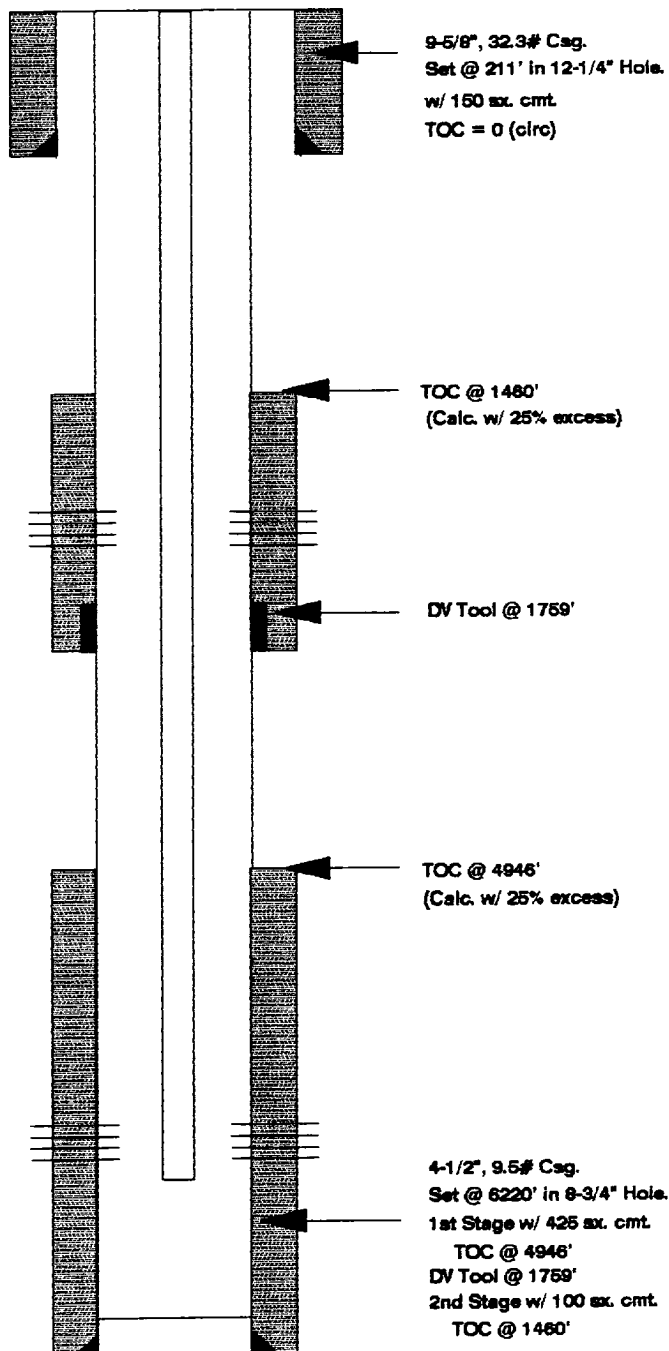 9-5/8", 32.3# Csg.
Set @ 211' in 12-1/4" Hole.
w/ 150 sx. cmt.
TOC = 0 (circ)
TOC @ 1460'
(Calc. w/ 25% excess)
DV Tool @ 1759'
TOC @ 4946'
(Calc. w/ 25% excess)
4-1/2", 9.5# Csg.
Set @ 6220' in 8-3/4" Hole.
1st Stage w/ 425 sx. cmt.
TOC @ 4946'
DV Tool @ 1759'
2nd Stage w/ 100 sx. cmt.
TOC @ 1460'